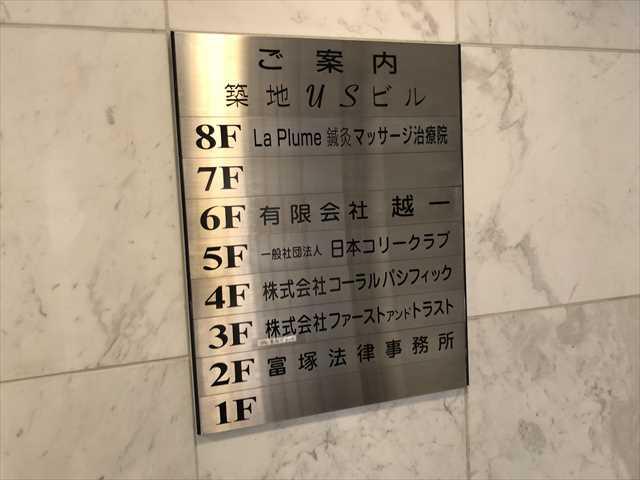 ご案内
築地USビル
8F La Plume 鍼灸マッサージ治療院
7F
6F 有限会社 越一
5F 一般社団法人 日本コリークラブ
4F 株式会社コーラルパシフィック
3F 株式会社ファーストアンドトラスト
2F 富塚法律事務所
1F